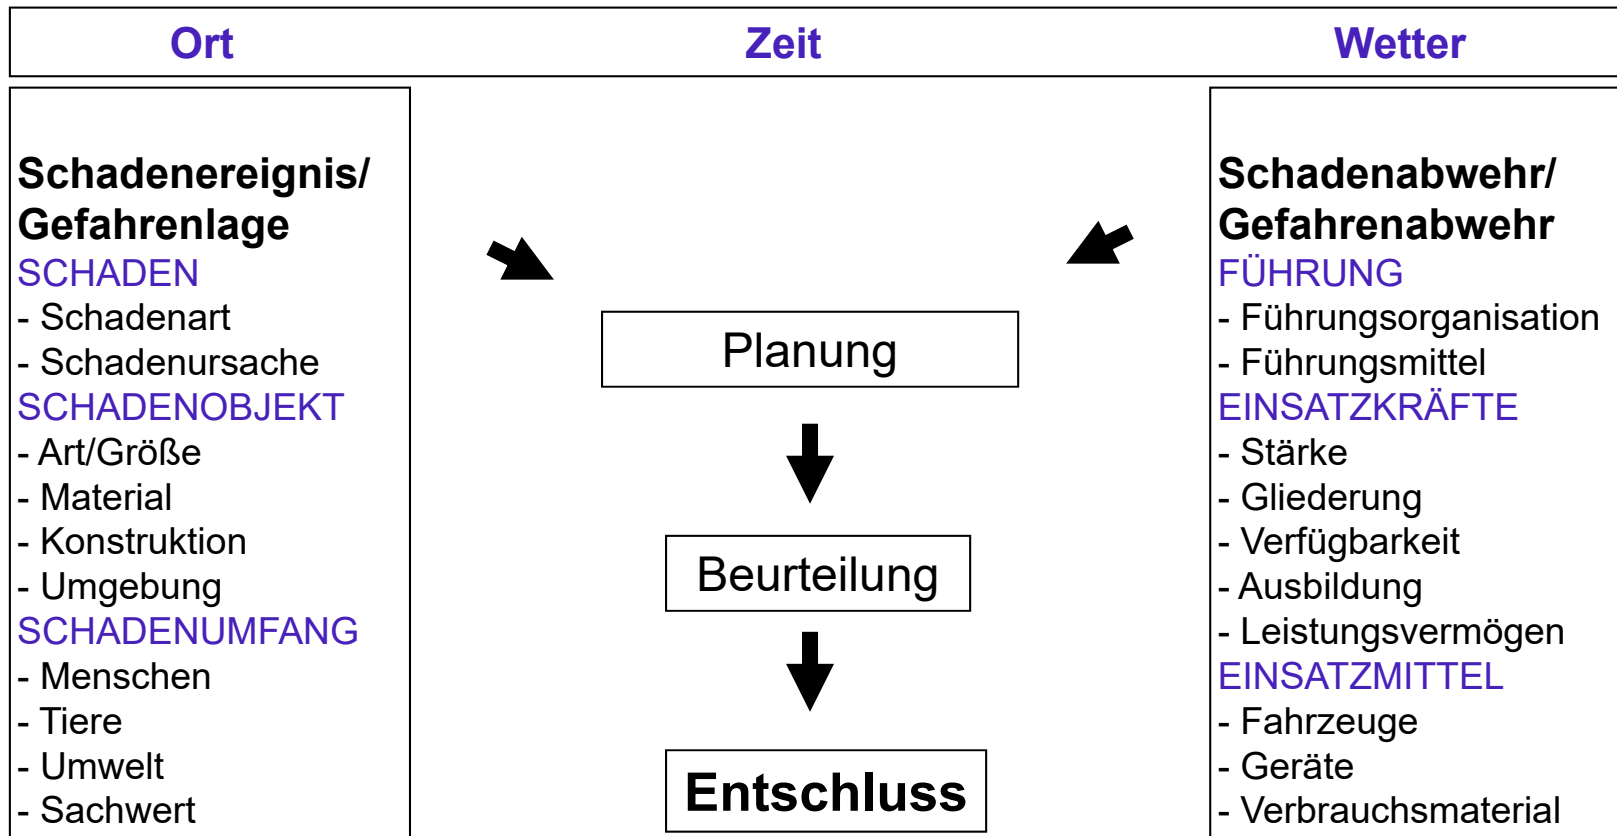 Ort Zeit Wetter
Schadenereignis/
Gefahrenlage
SCHADEN
- Schadenart
- Schadenursache
SCHADENOBJEKT
- Art/Größe
- Material
- Konstruktion
- Umgebung
SCHADENUMFANG
- Menschen
- Tiere
- Umwelt
- Sachwert
Planung
Beurteilung
Entschluss
Schadenabwehr/
Gefahrenabwehr
FÜHRUNG
- Führungsorganisation
- Führungsmittel
EINSATZKRÄFTE
- Stärke
- Gliederung
- Verfügbarkeit
- Ausbildung
- Leistungsvermögen
EINSATZMITTEL
- Fahrzeuge
- Geräte
- Verbrauchsmaterial